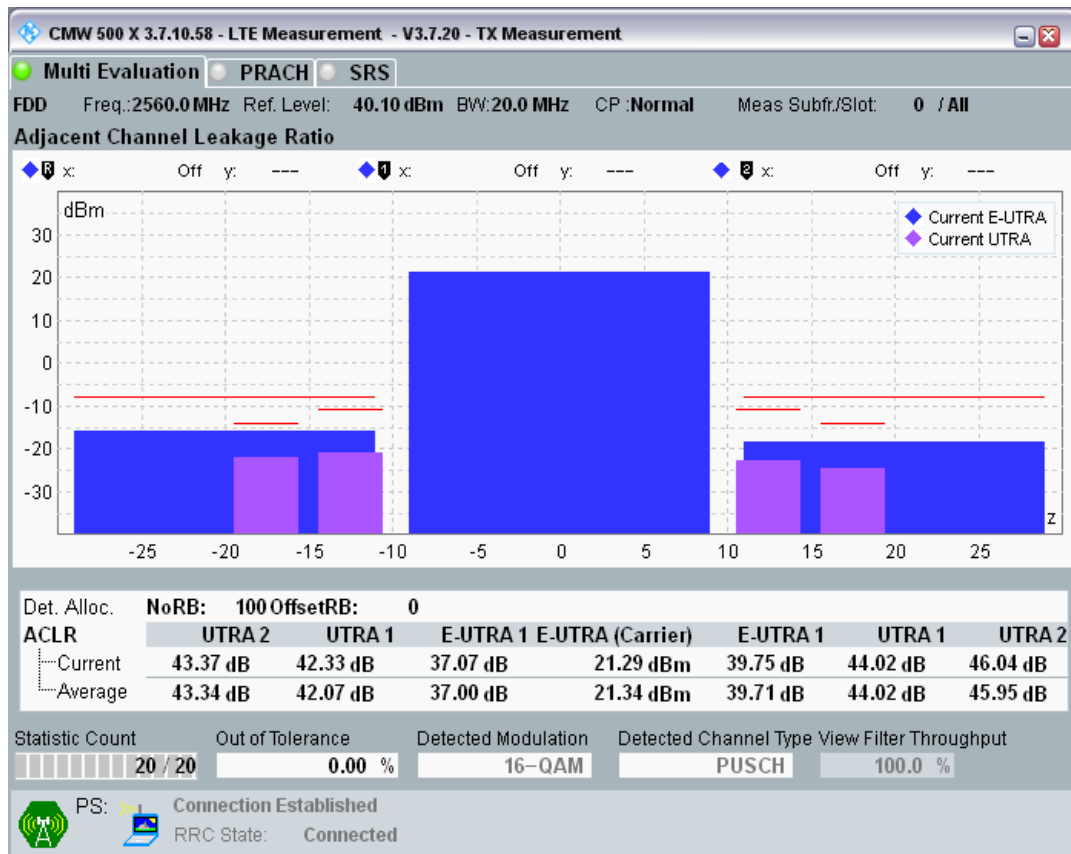 CMW 500 X 3.7.10.58 - LTE Measurement - V3.7.20 - TX Measurement
Multi Evaluation PRACH SRS
FDD Freq.:2560.0 MHz Ref. Level: 40.10 dBm BW:20.0 MHz CP :Normal Meas Subfr./Slot: 0 / All
Adjacent Channel Leakage Ratio
R x: Off y: --- 1 x: Off y: --- 2 x: Off y: ---
dBm
Current E-UTRA
Current UTRA
30
20
10
0
-10
-20
-30
z
-25 -20 -15 -10 -5 0 5 10 15 20 25
Det. Alloc. NoRB: 100 OffsetRB: 0
ACLR UTRA 2 UTRA 1 E-UTRA 1 E-UTRA (Carrier) E-UTRA 1 UTRA 1 UTRA 2
Current 43.37 dB 42.33 dB 37.07 dB 21.29 dBm 39.75 dB 44.02 dB 46.04 dB
Average 43.34 dB 42.07 dB 37.00 dB 21.34 dBm 39.71 dB 44.02 dB 45.95 dB
Statistic Count Out of Tolerance Detected Modulation Detected Channel Type View Filter Throughput
20 / 20 0.00 % 16-QAM PUSCH 100.0 %
PS: Connection Established
RRC State: Connected